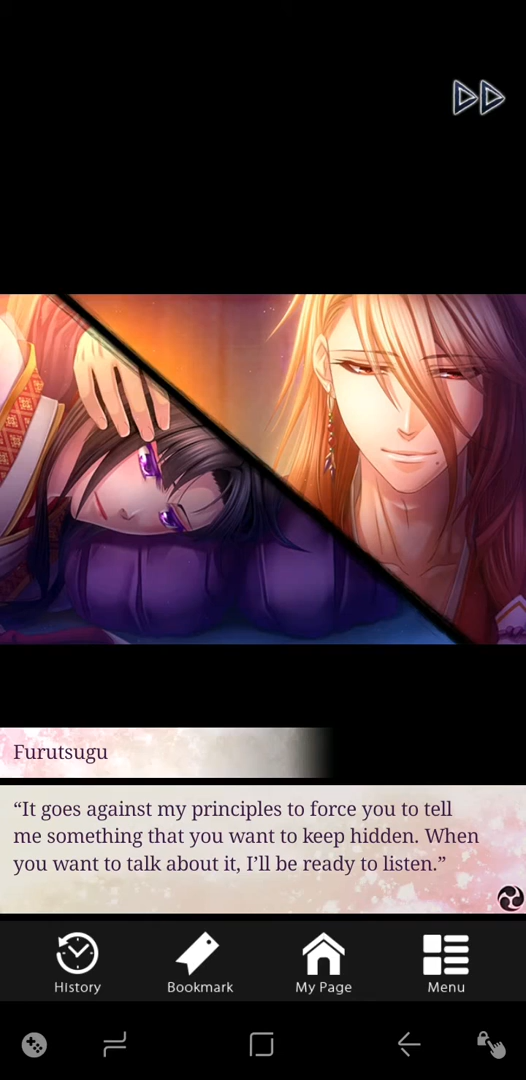 Furutsugu
“It goes against my principles to force you to tell
me something that you want to keep hidden. When
you want to talk about it, I’ll be ready to listen.”
History Bookmark My Page Menu